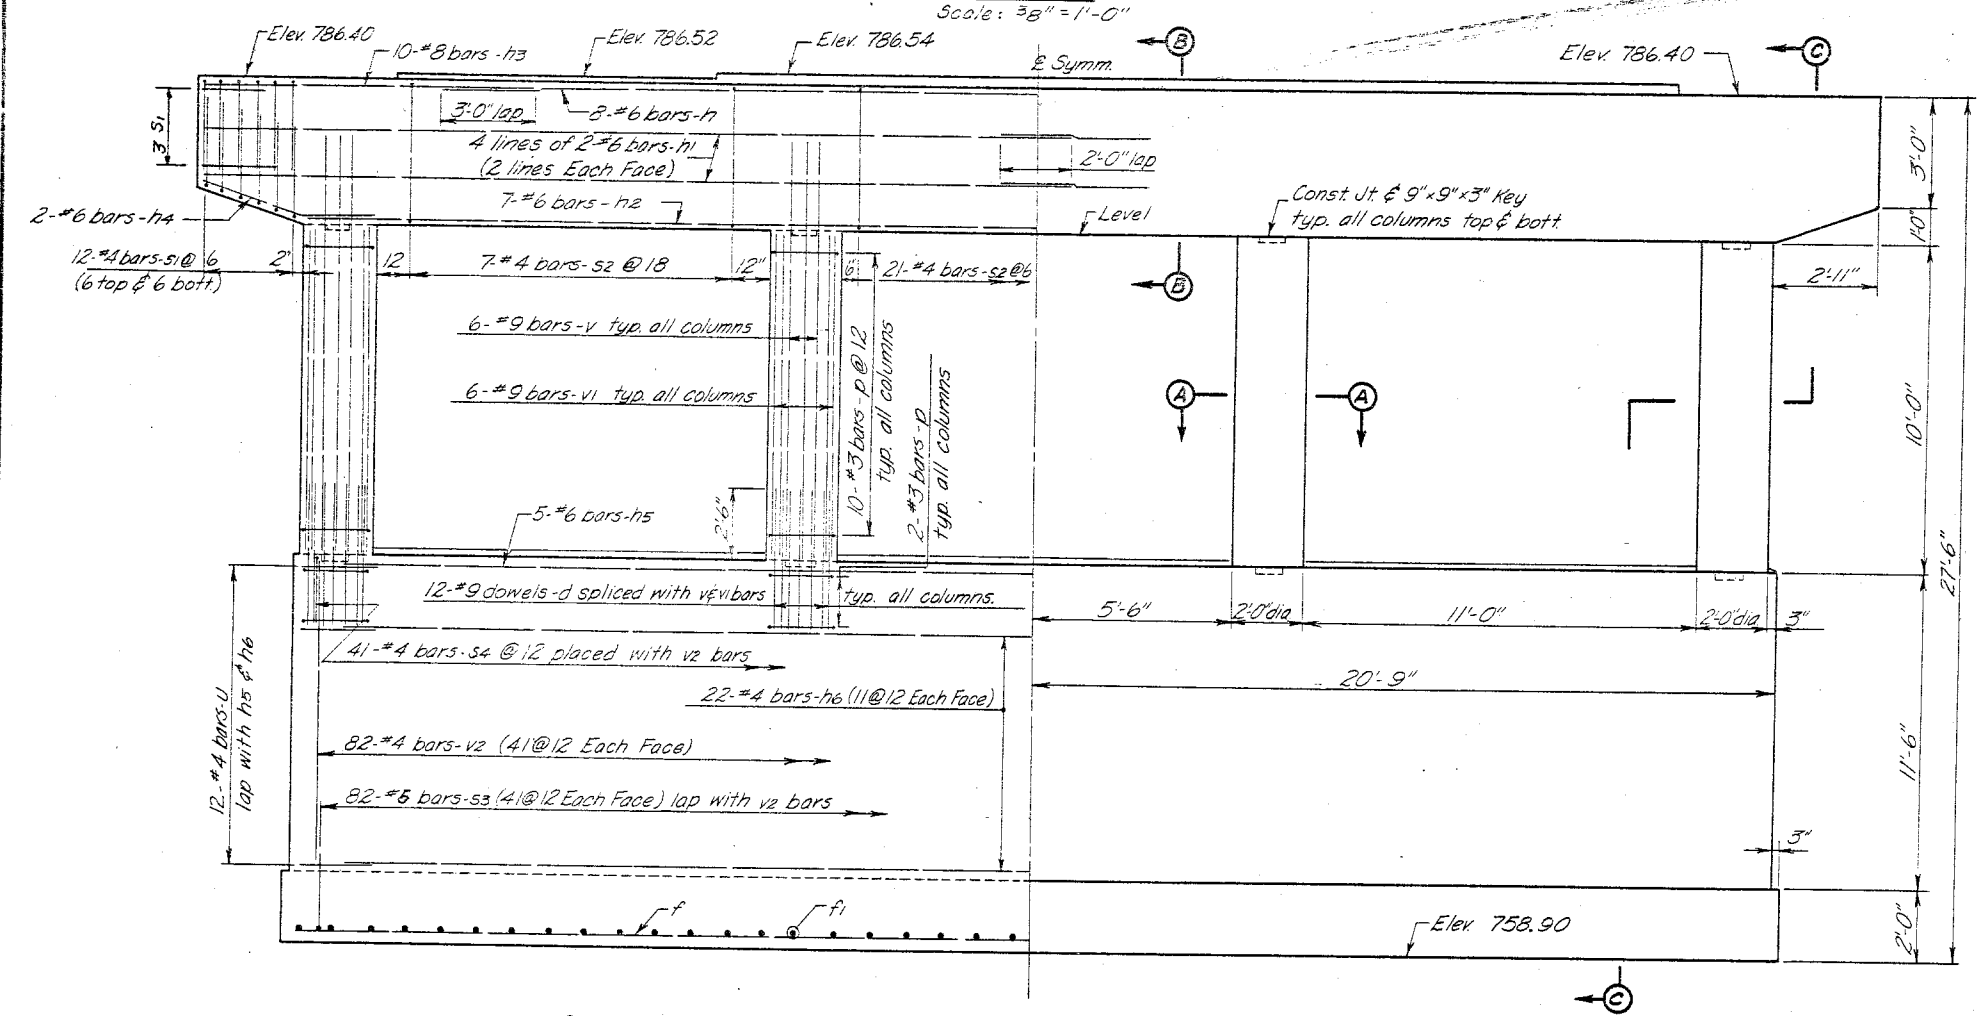 Scale: 3/8" = 1'-0"
Elev. 786.40
10-#8 bars-h3
Elev. 786.52
Elev. 786.54
℄ Symm.
B
Elev. 786.40
C
3 S1
3'-0" lap
8-#6 bars-h
4 lines of 2-#6 bars-h1
(2 lines Each Face)
2'-0" lap
3'-0"
2-#6 bars-h4
7-#6 bars-h2
Level
Const. Jt. & 9"x9"x3" Key
typ. all columns top & bott.
1'-0"
12-#4 bars-s1@ 6
(6 top & 6 bott.)
2"
12
7-#4 bars-s2 @ 18
12"
6"
21-#4 bars-s2@6
B
2'-11"
6-#9 bars-v typ. all columns
6-#9 bars-v1 typ. all columns
10-#3 bars-p @ 12
typ. all columns
2-#3 bars-p
typ. all columns
A
A
10'-0"
27'-6"
5-#6 bars-h5
2'-6"
12-#9 dowels-d spliced with v&v1bars
typ. all columns.
5'-6"
2'-0"dia.
11'-0"
2'-0"dia.
3"
41-#4 bars-s4 @ 12 placed with v2 bars
22-#4 bars-h6 (11@12 Each Face)
20'-9"
12-#4 bars-u
lap with h5 & h6
82-#4 bars-v2 (41@12 Each Face)
82-#5 bars-s3 (41@12 Each Face) lap with v2 bars
11'-6"
3"
f
f1
Elev. 758.90
2'-0"
C